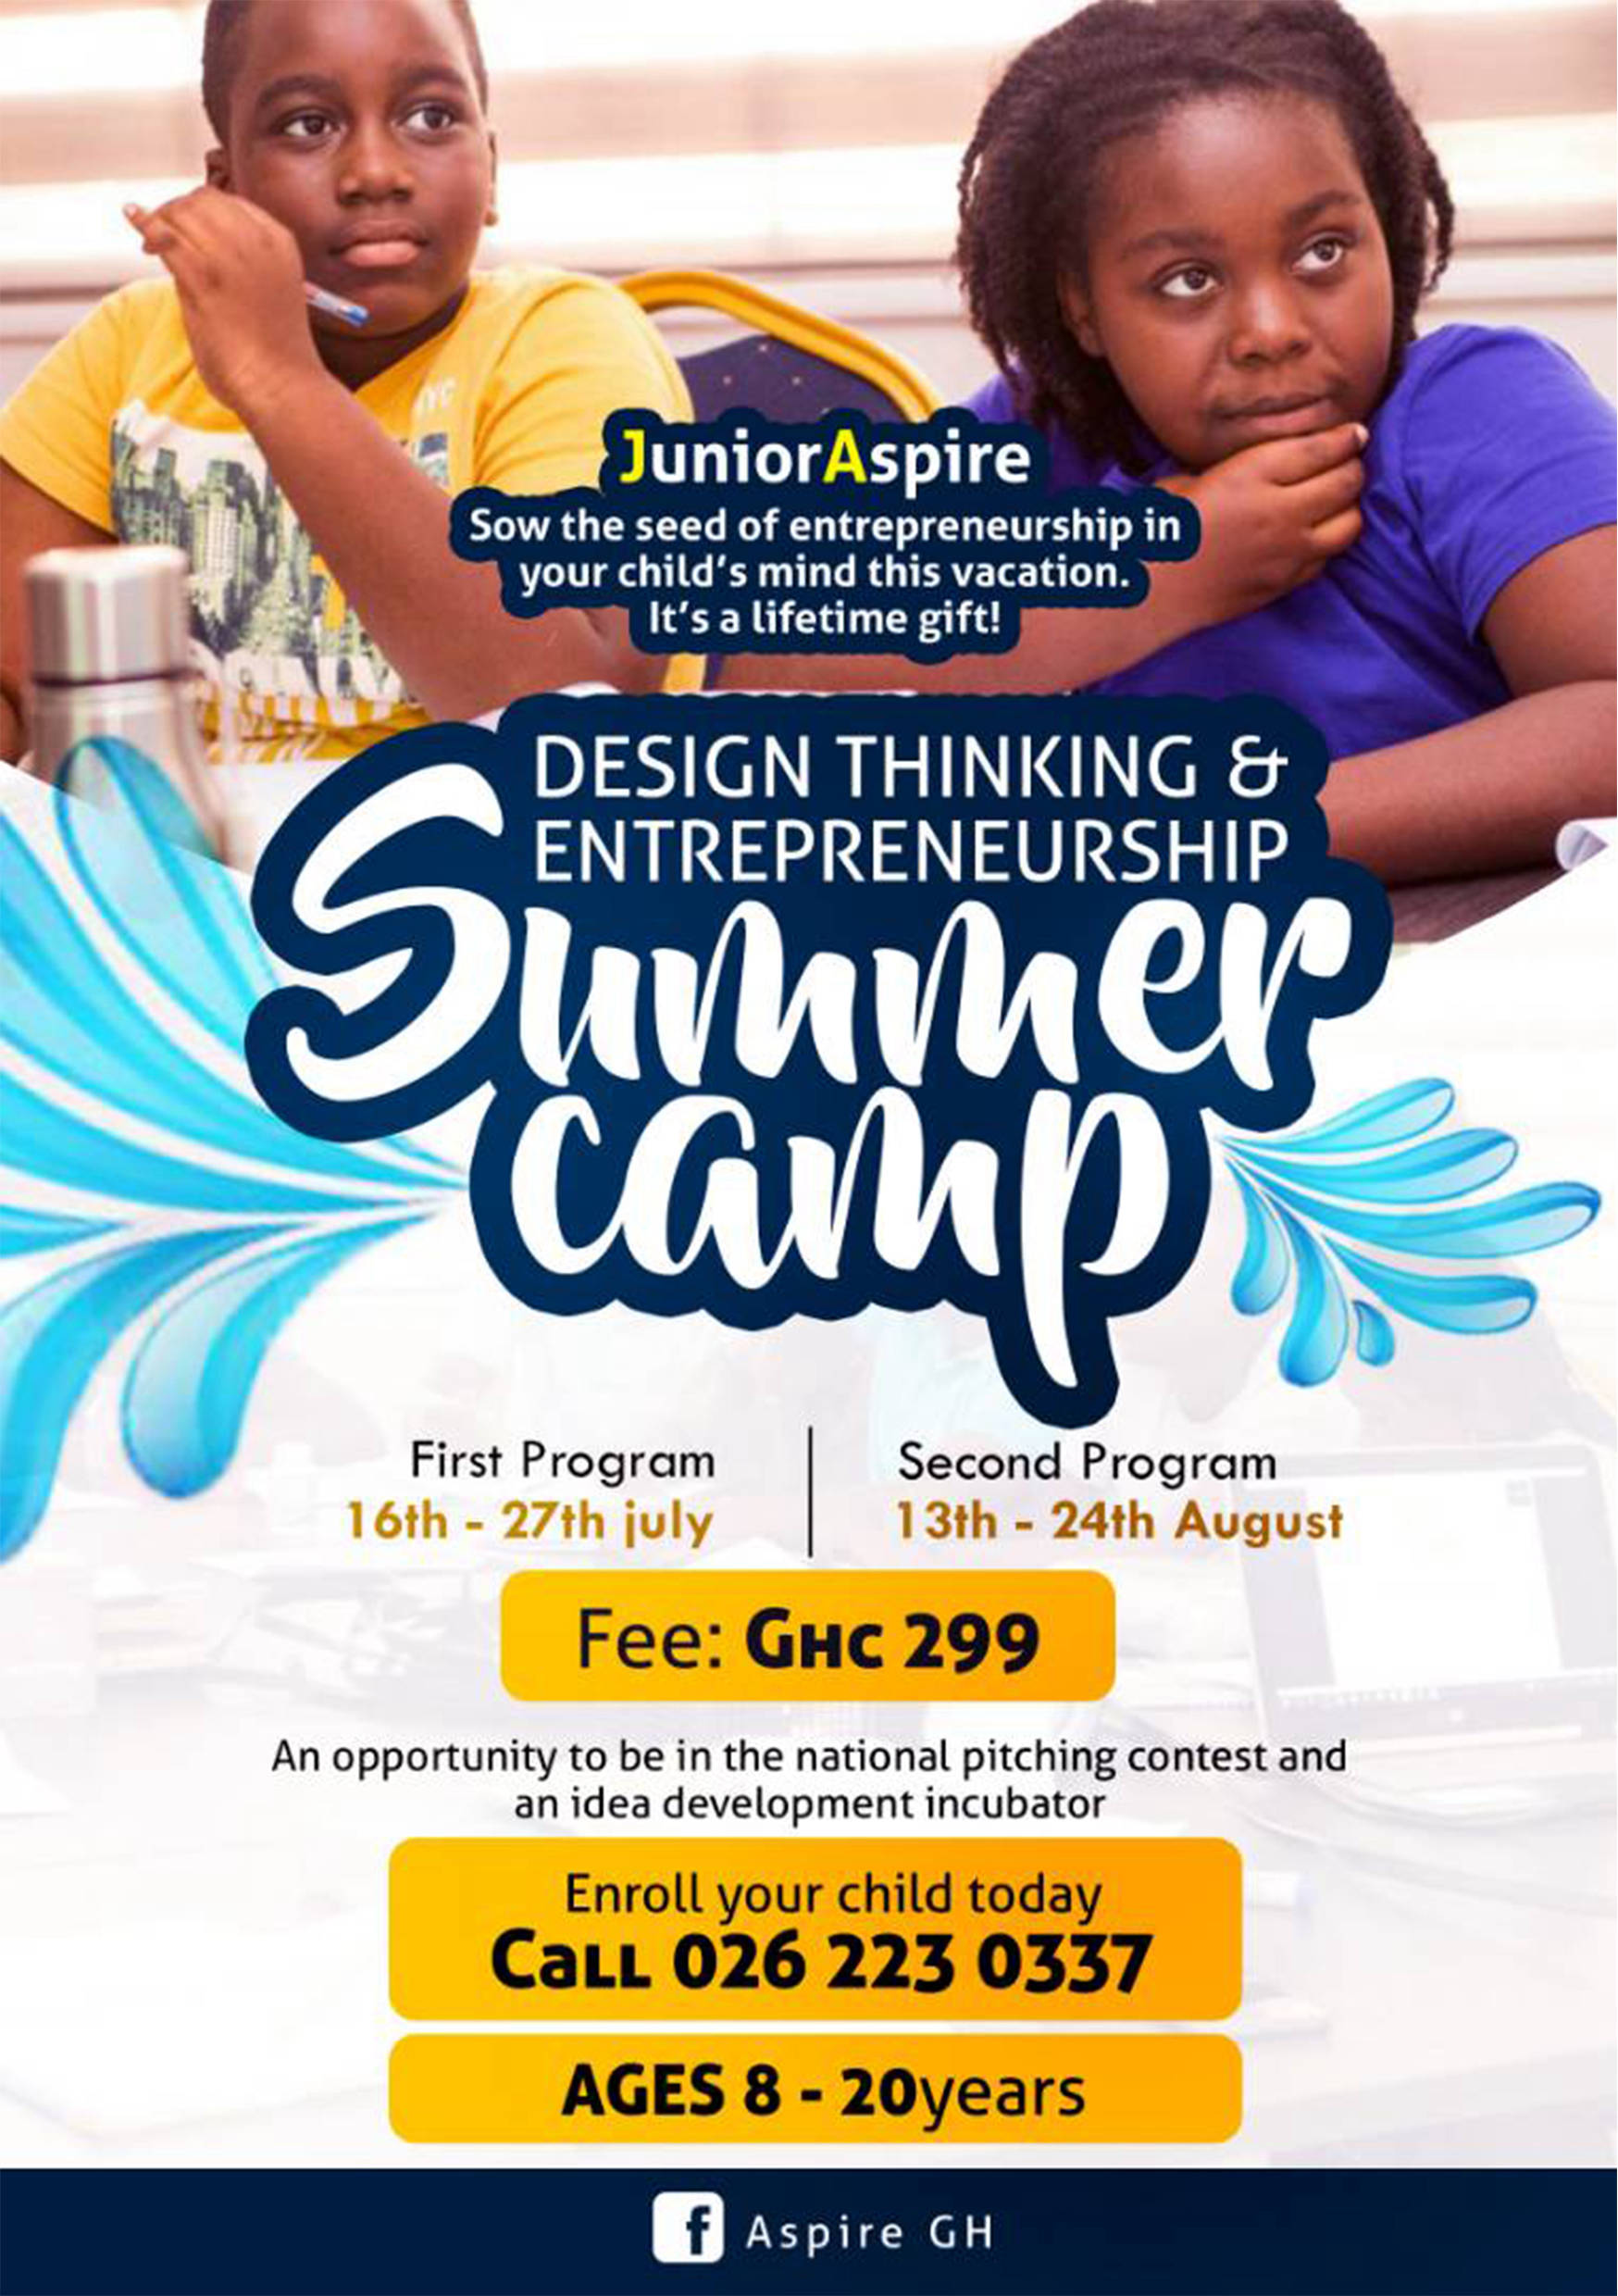 JuniorAspire
Sow the seed of entrepreneurship in
your child's mind this vacation.
It's a lifetime gift!
DESIGN THINKING &
ENTREPRENEURSHIP
Summer
camp
First Program
16th - 27th july
Second Program
13th - 24th August
Fee: GHC 299
An opportunity to be in the national pitching contest and
an idea development incubator
Enroll your child today
CaLL 026 223 0337
AGES 8 - 20years
f Aspire GH